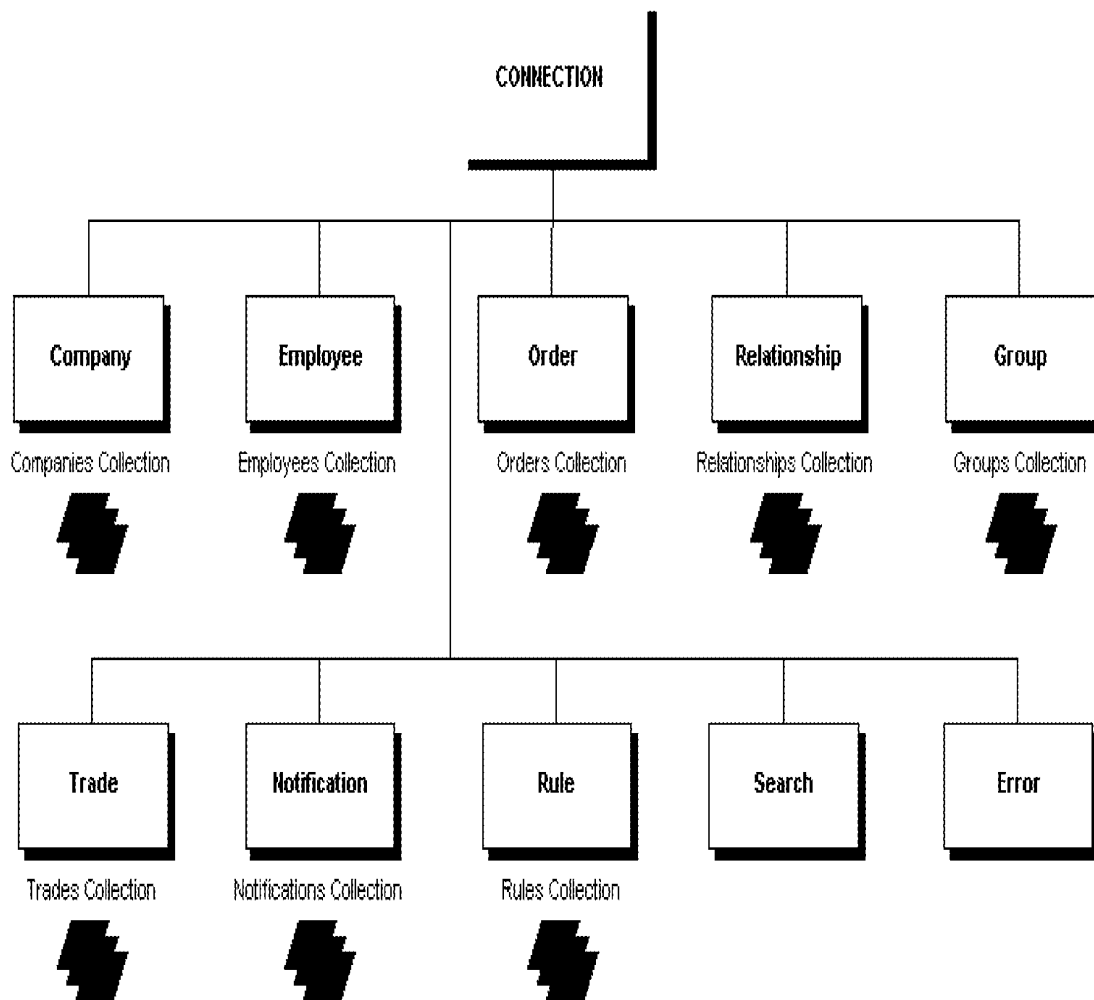 CONNECTION
Company
Employee
Order
Relationship
Group
Companies Collection
Employees Collection
Orders Collection
Relationships Collection
Groups Collection
Trade
Notification
Rule
Search
Error
Trades Collection
Notifications Collection
Rules Collection